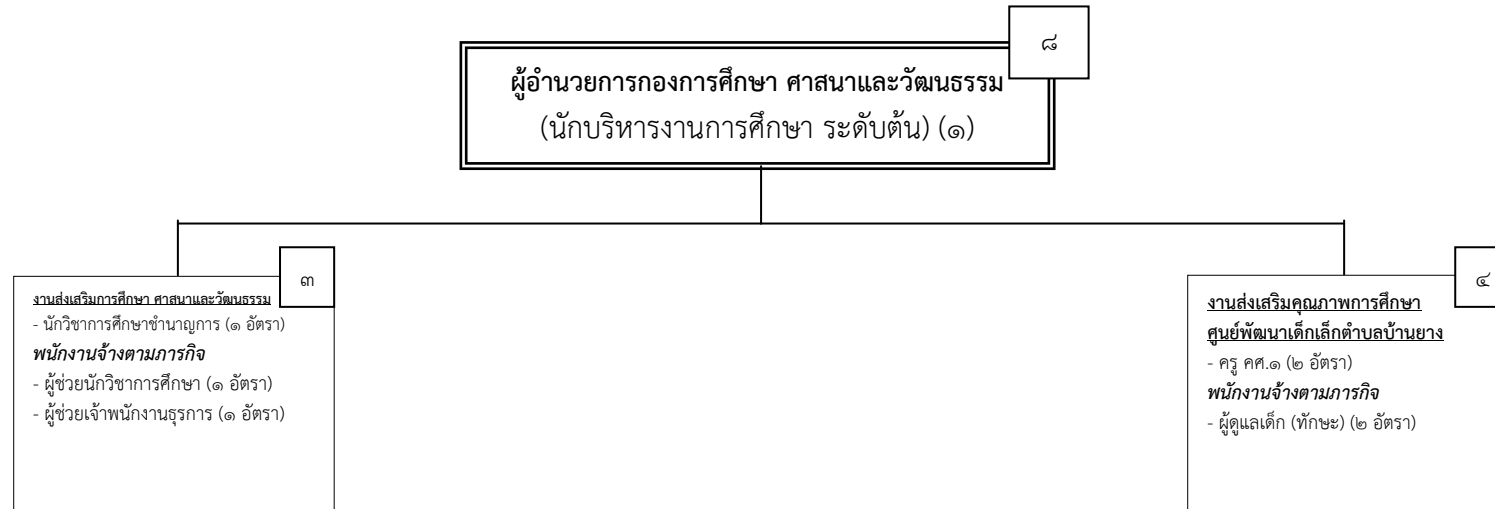 ๘
ผู้อำนวยการกองการศึกษา ศาสนาและวัฒนธรรม
(นักบริหารงานการศึกษา ระดับต้น) (๑)
๓
งานส่งเสริมการศึกษา ศาสนาและวัฒนธรรม
- นักวิชาการศึกษาชำนาญการ (๑ อัตรา)
พนักงานจ้างตามภารกิจ
- ผู้ช่วยนักวิชาการศึกษา (๑ อัตรา)
- ผู้ช่วยเจ้าพนักงานธุรการ (๑ อัตรา)
๔
งานส่งเสริมคุณภาพการศึกษา
ศูนย์พัฒนาเด็กเล็กตำบลบ้านยาง
- ครู คศ.๑ (๒ อัตรา)
พนักงานจ้างตามภารกิจ
- ผู้ดูแลเด็ก (ทักษะ) (๒ อัตรา)